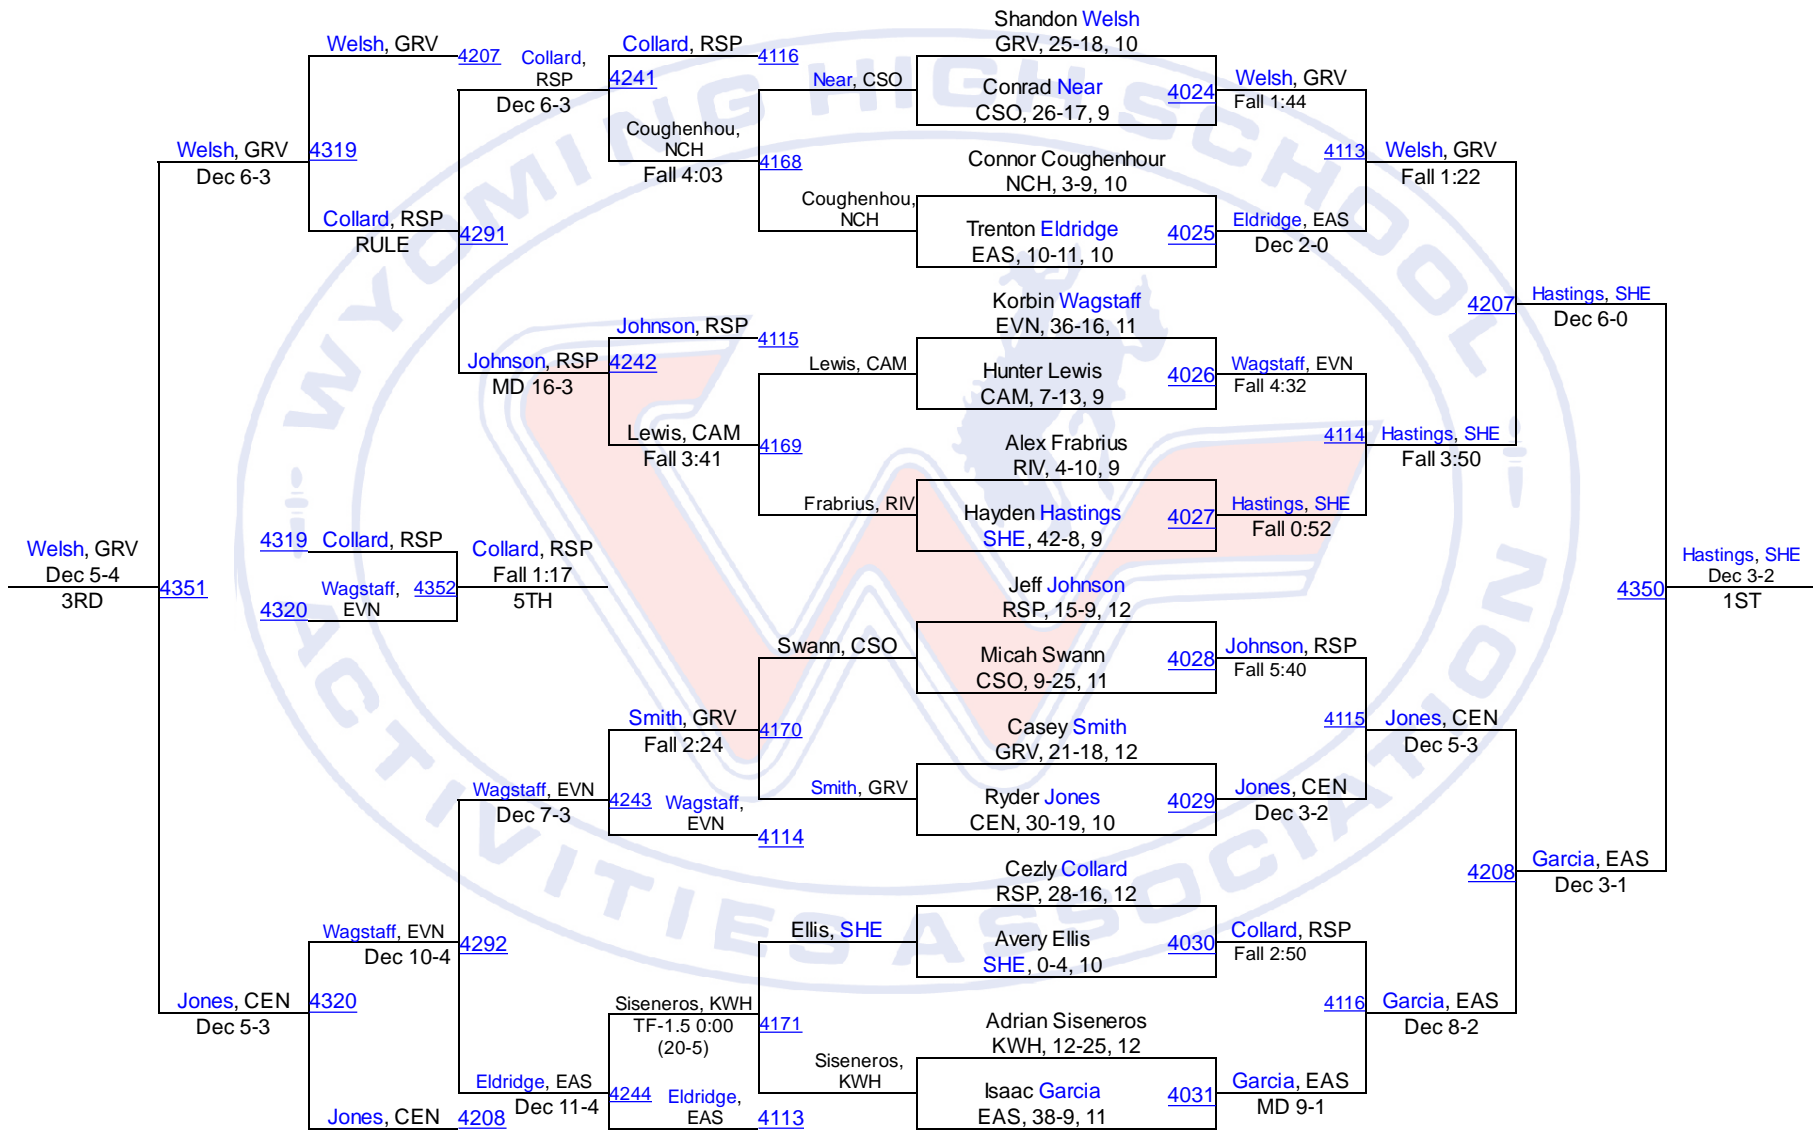 WYOMING HIGH SCHOOL
ACTIVITIES ASSOCIATION
Shandon Welsh
GRV, 25-18, 10
Conrad Near
CSO, 26-17, 9
4024
Connor Coughenhour
NCH, 3-9, 10
Trenton Eldridge
EAS, 10-11, 10
4025
Korbin Wagstaff
EVN, 36-16, 11
Hunter Lewis
CAM, 7-13, 9
4026
Alex Frabrius
RIV, 4-10, 9
Hayden Hastings
SHE, 42-8, 9
4027
Jeff Johnson
RSP, 15-9, 12
Micah Swann
CSO, 9-25, 11
4028
Casey Smith
GRV, 21-18, 12
Ryder Jones
CEN, 30-19, 10
4029
Cezly Collard
RSP, 28-16, 12
Avery Ellis
SHE, 0-4, 10
4030
Adrian Siseneros
KWH, 12-25, 12
Isaac Garcia
EAS, 38-9, 11
4031
Welsh, GRV
Fall 1:44
Eldridge, EAS
Dec 2-0
4113
Wagstaff, EVN
Fall 4:32
Hastings, SHE
Fall 0:52
4114
Johnson, RSP
Fall 5:40
Jones, CEN
Dec 3-2
4115
Collard, RSP
Fall 2:50
Garcia, EAS
MD 9-1
4116
Welsh, GRV
Fall 1:22
Hastings, SHE
Fall 3:50
4207
Jones, CEN
Dec 5-3
Garcia, EAS
Dec 8-2
4208
Hastings, SHE
Dec 6-0
Garcia, EAS
Dec 3-1
4350
Hastings, SHE
Dec 3-2
1ST
Near, CSO
Coughenhou,
NCH
4168
Lewis, CAM
Frabrius, RIV
4169
Swann, CSO
Smith, GRV
4170
Ellis, SHE
Siseneros,
KWH
4171
Collard, RSP
4116
Coughenhou,
NCH
Fall 4:03
4241
Johnson, RSP
4115
Lewis, CAM
Fall 3:41
4242
Smith, GRV
Fall 2:24
Wagstaff,
EVN
4114
4243
Siseneros, KWH
TF-1.5 0:00
(20-5)
Eldridge,
EAS
4113
4244
Collard,
RSP
Dec 6-3
Johnson, RSP
MD 16-3
4291
Wagstaff, EVN
Dec 7-3
Eldridge, EAS
Dec 11-4
4292
Welsh, GRV
4207
Collard, RSP
RULE
4319
Wagstaff, EVN
Dec 10-4
Jones, CEN
4208
4320
Welsh, GRV
Dec 6-3
Jones, CEN
Dec 5-3
4351
Welsh, GRV
Dec 5-4
3RD
4319
Collard, RSP
4320
Wagstaff,
EVN
4352
Collard, RSP
Fall 1:17
5TH